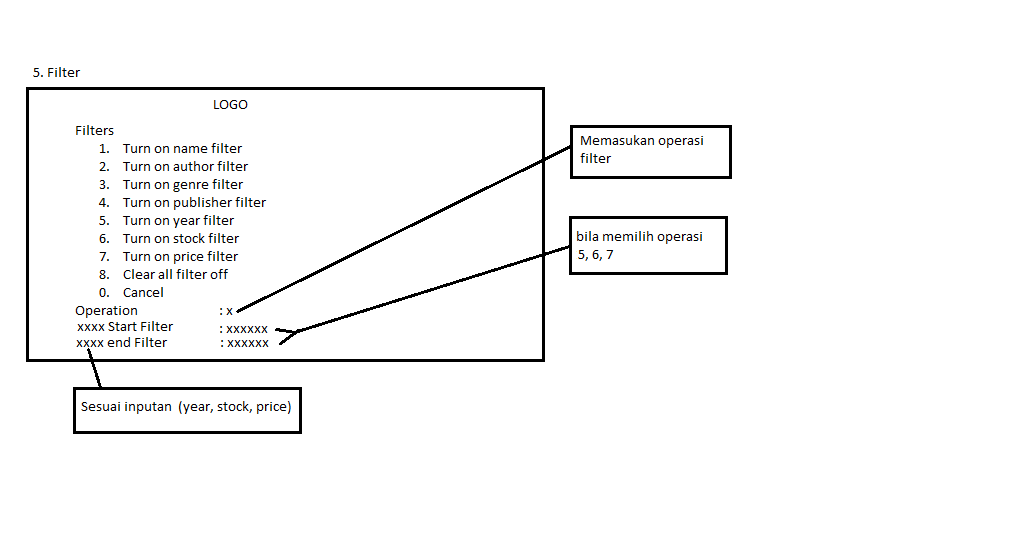 5. Filter
LOGO
Filters
1. Turn on name filter
2. Turn on author filter
3. Turn on genre filter
4. Turn on publisher filter
5. Turn on year filter
6. Turn on stock filter
7. Turn on price filter
8. Clear all filter off
0. Cancel
Operation : x
xxxx Start Filter : xxxxxx
xxxx end Filter : xxxxxx
Memasukan operasi
filter
bila memilih operasi
5, 6, 7
Sesuai inputan (year, stock, price)